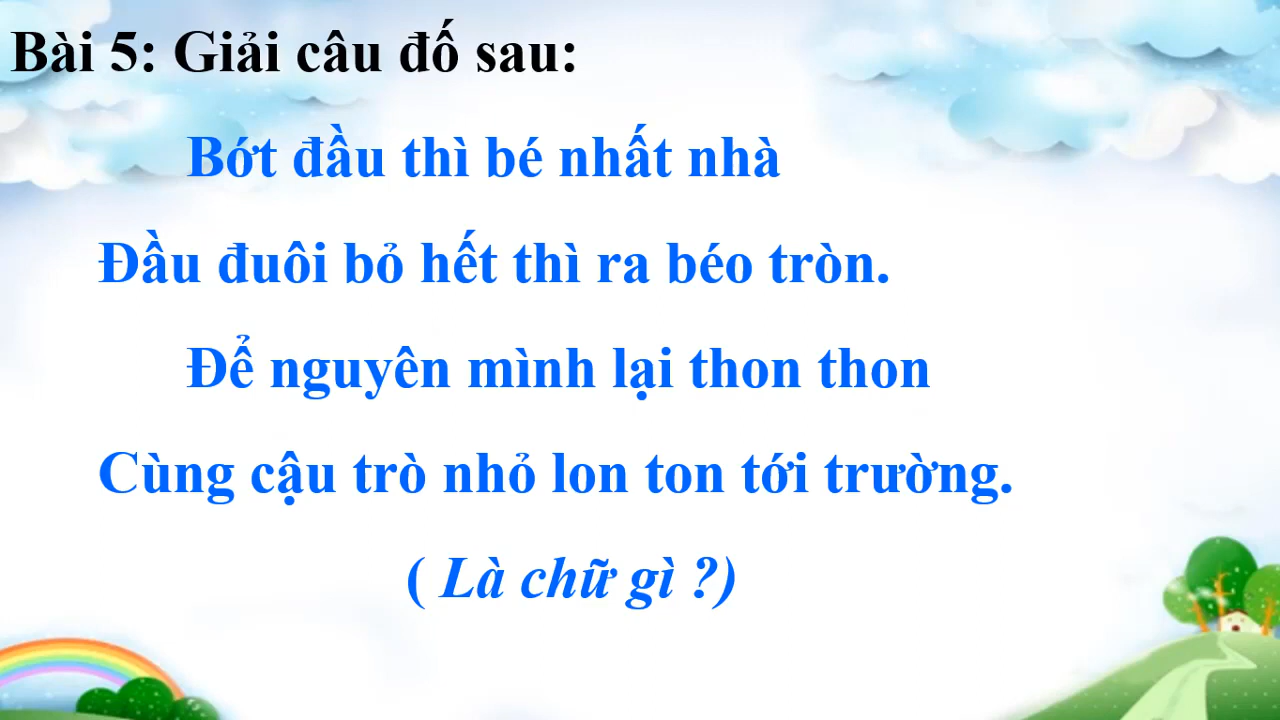 Bài 5: Giải câu đố sau:
Bớt đầu thì bé nhất nhà
Đầu đuôi bỏ hết thì ra béo tròn.
Để nguyên mình lại thon thon
Cùng cậu trò nhỏ lon ton tới trường.
( Là chữ gì ?)